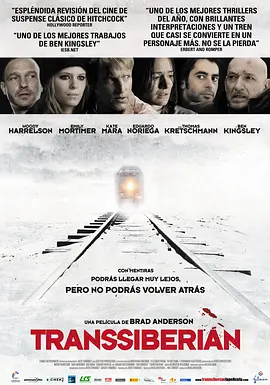 "ESPLÉNDIDA REVISIÓN DEL CINE DE
SUSPENSE CLÁSICO DE HITCHCOCK"
HOLLYWOOD REPORTER
"UNO DE LOS MEJORES TRABAJOS
DE BEN KINGSLEY"
IESB.NET
"UNO DE LOS MEJORES THRILLERS
DEL AÑO, CON BRILLANTES
INTERPRETACIONES Y UN TREN
QUE CASI SE CONVIERTE EN UN
PERSONAJE MÁS. NO SE LA PIERDA"
EBERT AND ROEPER
WOODY HARRELSON
EMILY MORTIMER
KATE MARA
EDUARDO NORIEGA
THOMAS KRETSCHMANN
BEN KINGSLEY
CON MENTIRAS
PODRÁS LLEGAR MUY LEJOS,
PERO NO PODRÁS VOLVER ATRÁS
UNA PELÍCULA DE BRAD ANDERSON
TRANSSIBERIAN